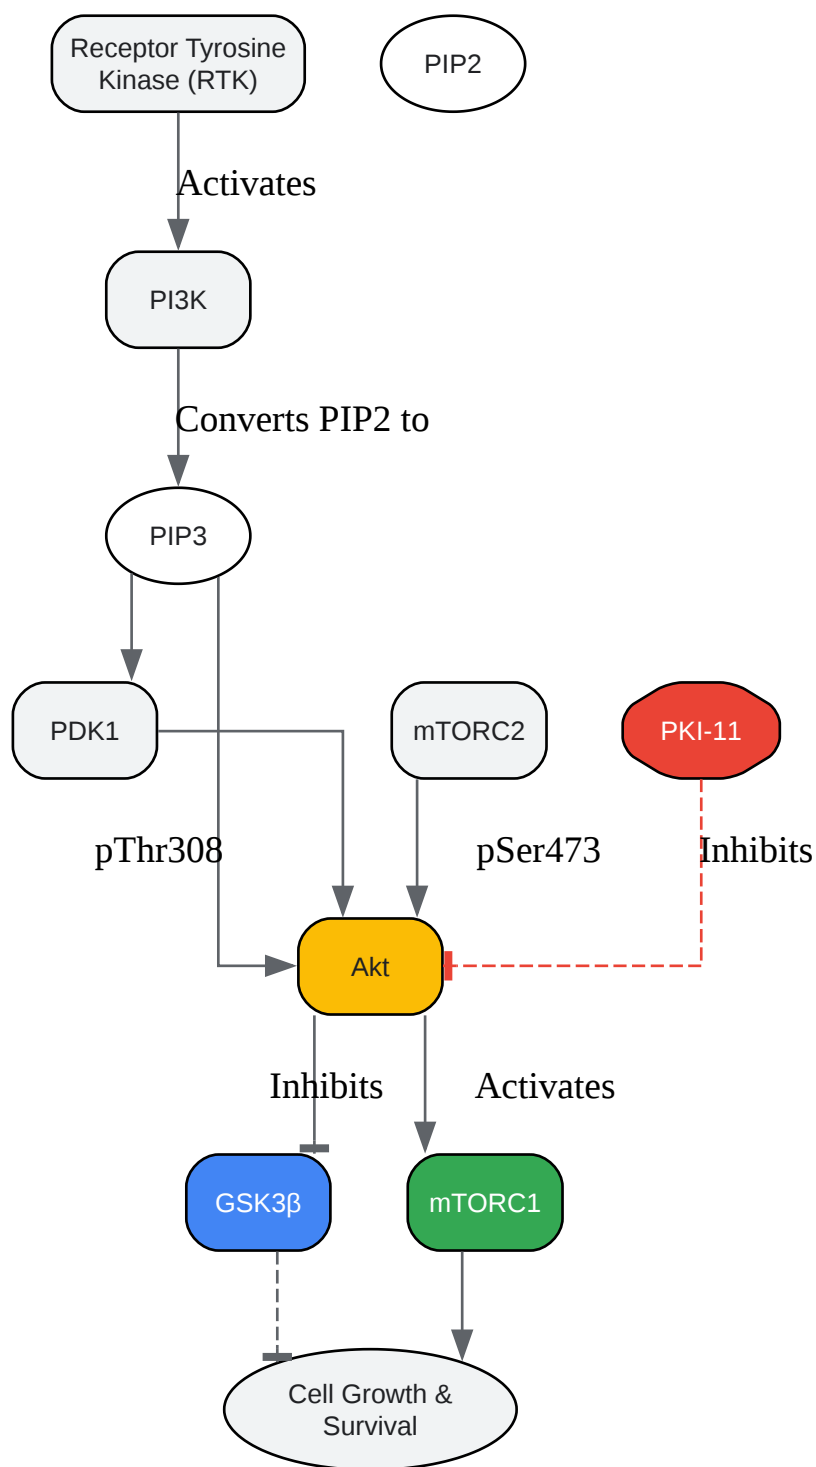 Receptor Tyrosine
Kinase (RTK)
PIP2
Activates
PI3K
Converts PIP2 to
PIP3
PDK1
mTORC2
PKI-11
pThr308
pSer473
Inhibits
Akt
Inhibits
Activates
GSK3β
mTORC1
Cell Growth &
Survival